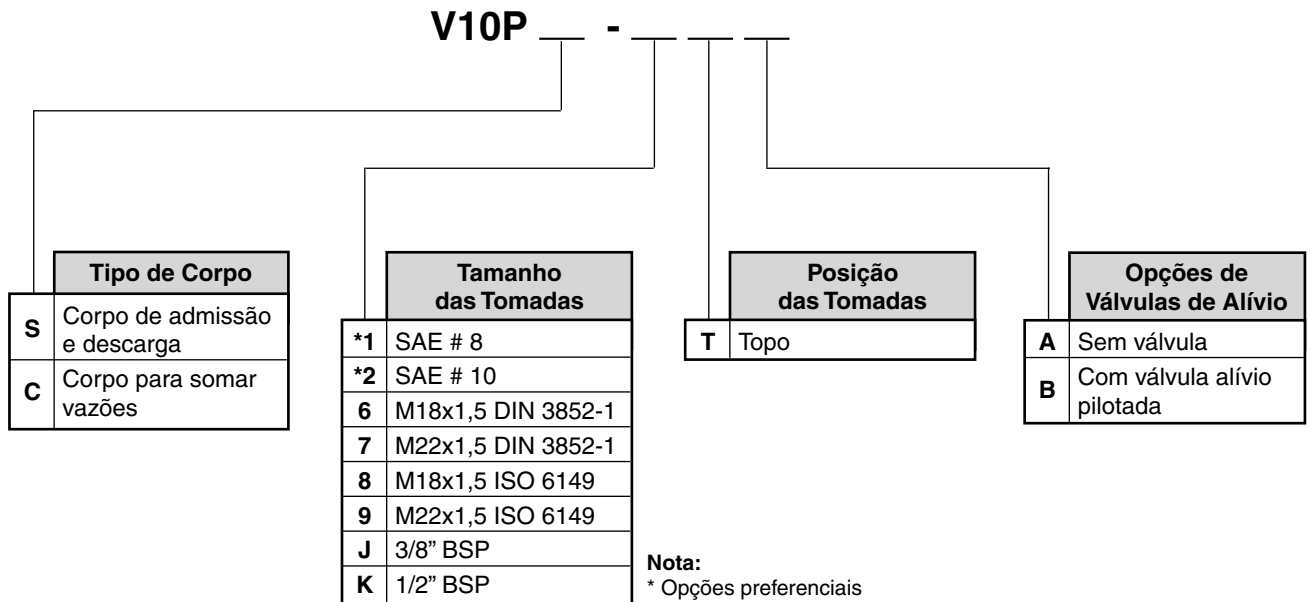 V10P __ - __ __ __
Tipo de Corpo
S Corpo de admissão
e descarga
C Corpo para somar
vazões
Tamanho
das Tomadas
*1 SAE # 8
*2 SAE # 10
6 M18x1,5 DIN 3852-1
7 M22x1,5 DIN 3852-1
8 M18x1,5 ISO 6149
9 M22x1,5 ISO 6149
J 3/8” BSP
K 1/2” BSP
Posição
das Tomadas
T Topo
Opções de
Válvulas de Alívio
A Sem válvula
B Com válvula alívio
pilotada
Nota:
* Opções preferenciais